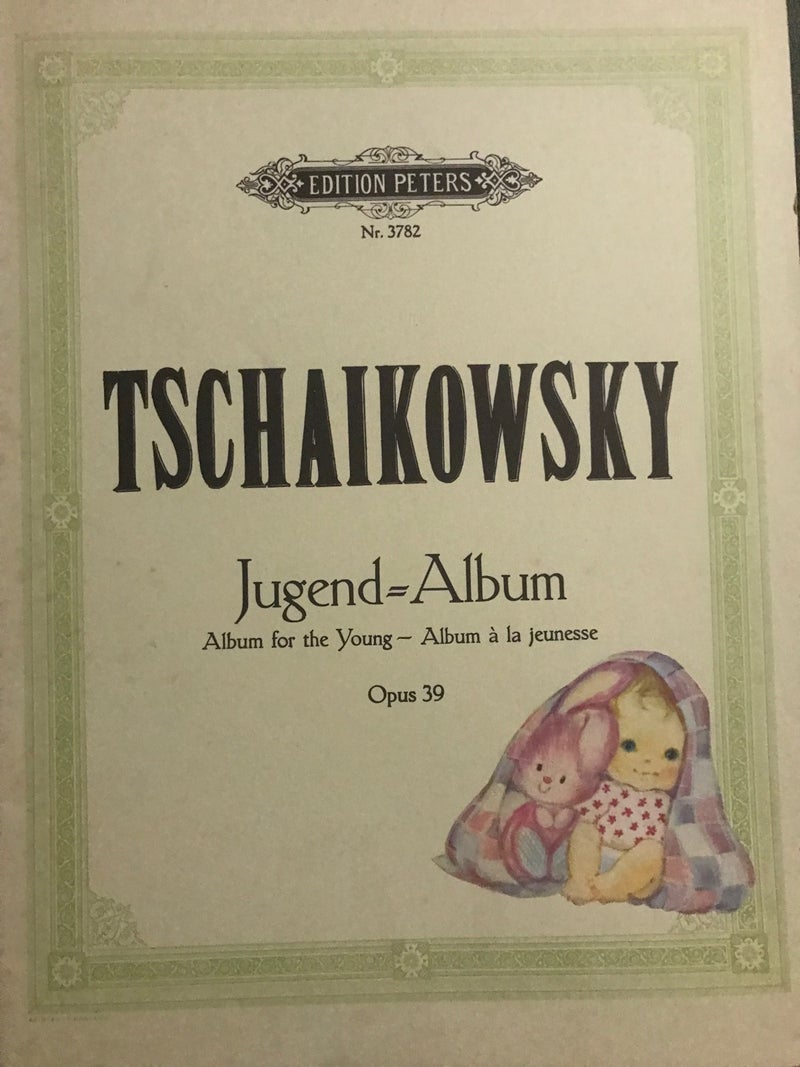 EDITION PETERS
Nr. 3782
TSCHAIKOWSKY
Jugend=Album
Album for the Young – Album à la jeunesse
Opus 39